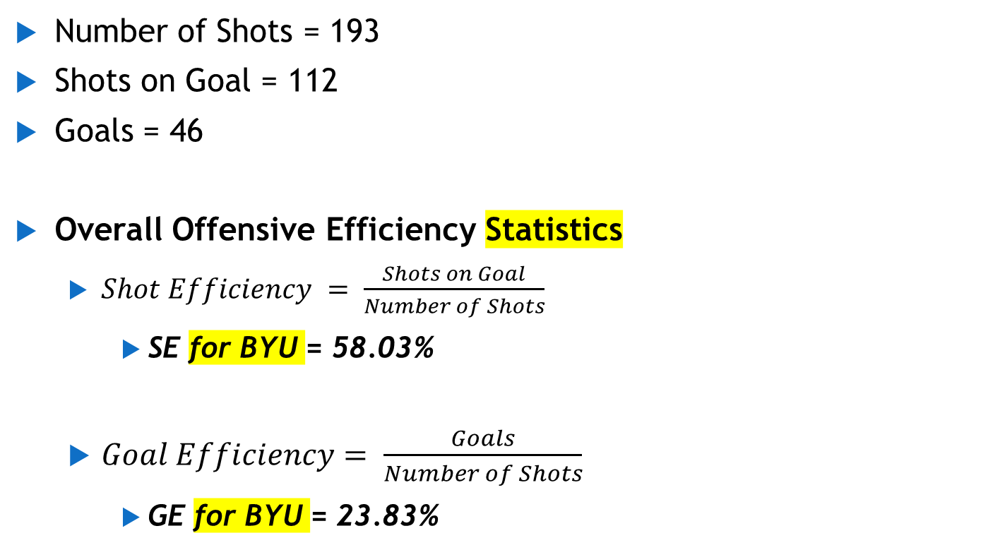 Number of Shots = 193
Shots on Goal = 112
Goals = 46
Overall Offensive Efficiency Statistics
Shot Efficiency = Shots on Goal / Number of Shots
SE for BYU = 58.03%
Goal Efficiency = Goals / Number of Shots
GE for BYU = 23.83%